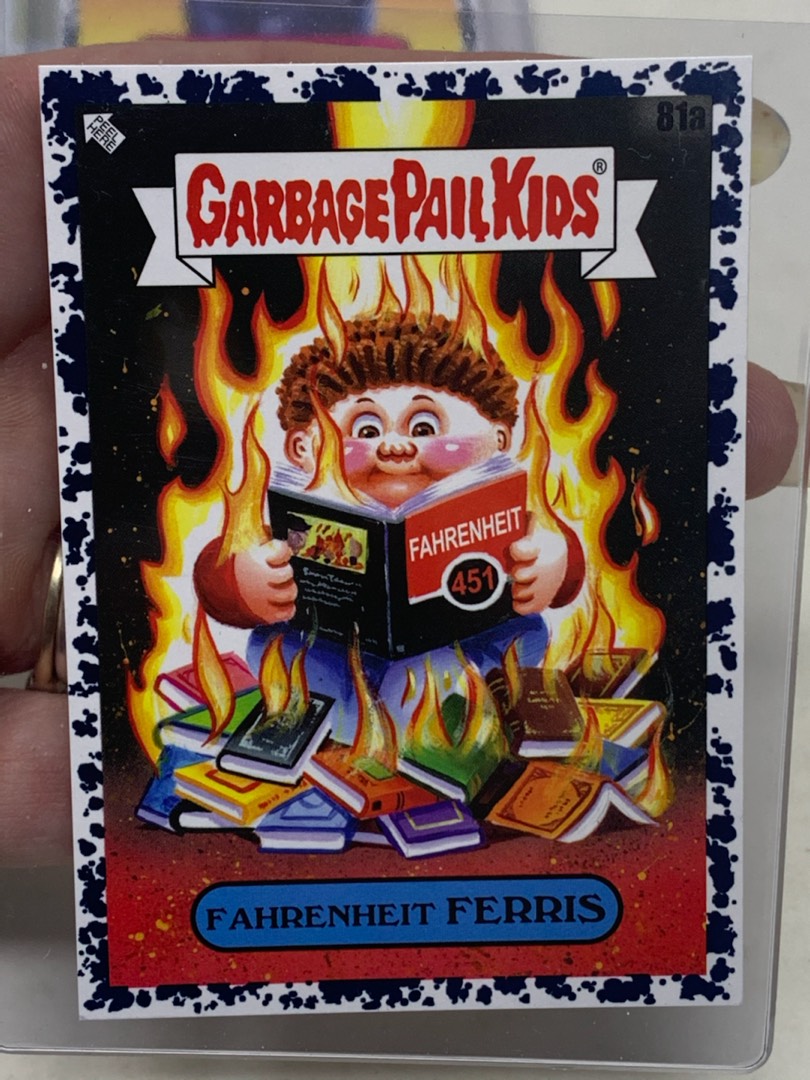 PEEL HERE
81a
GARBAGE PAIL KIDS®
FAHRENHEIT
451
FAHRENHEIT FERRIS